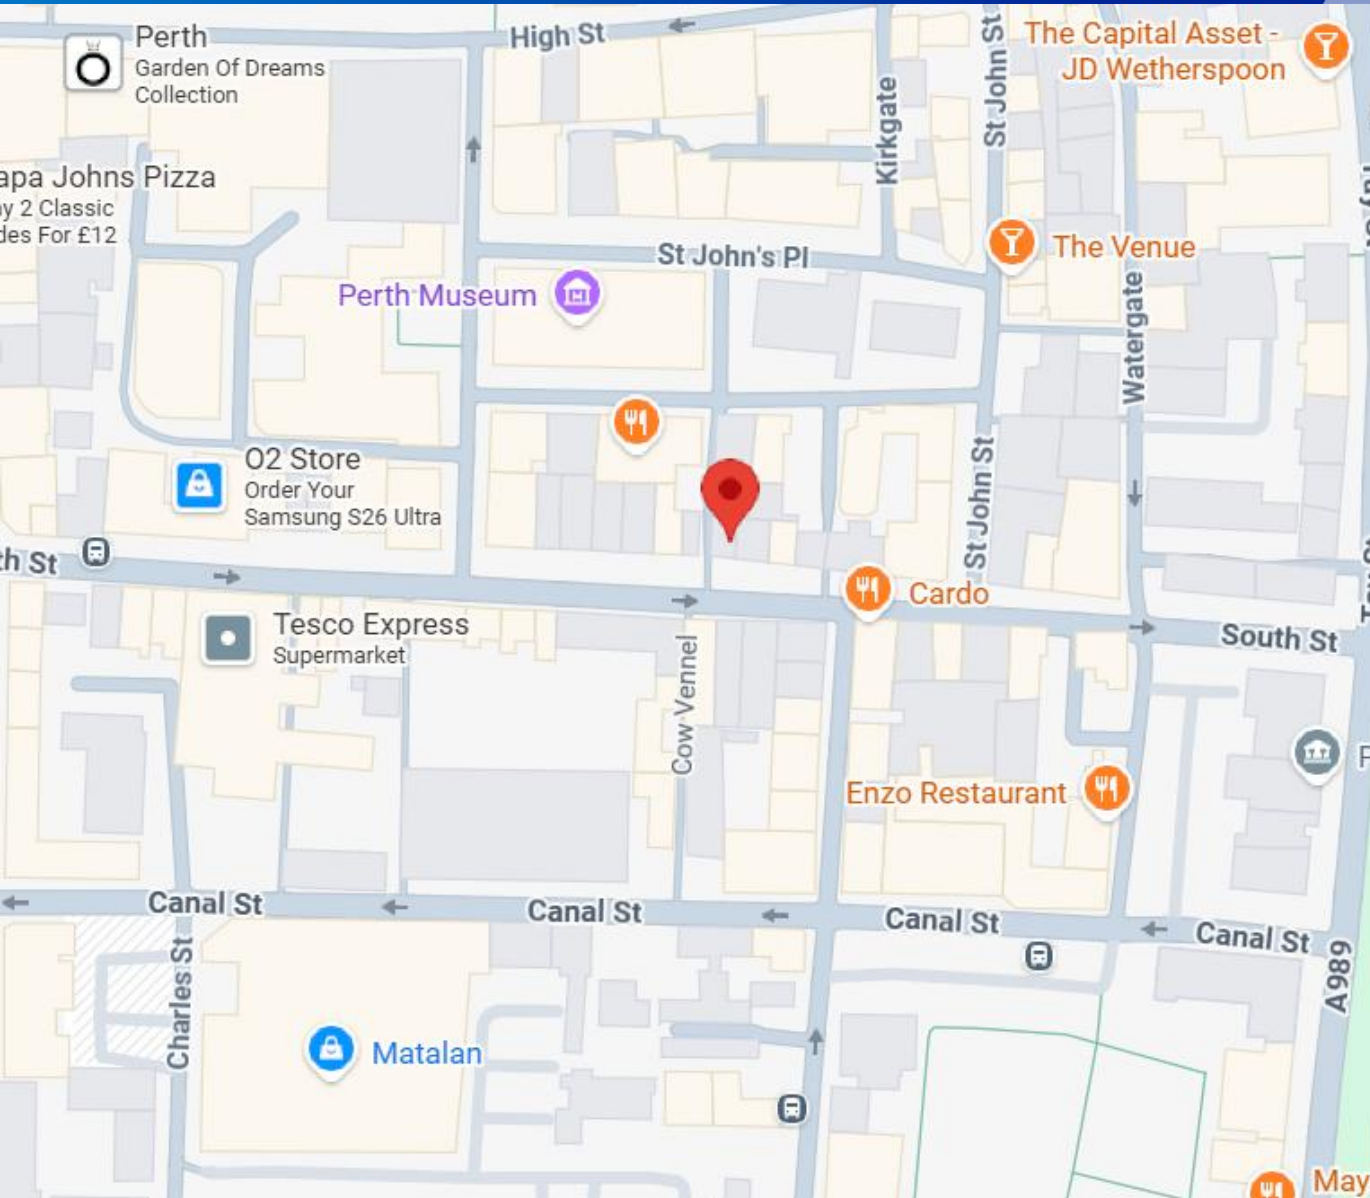 High St
St John St
The Capital Asset -
JD Wetherspoon
Perth
Garden Of Dreams
Collection
Kirkgate
apa Johns Pizza
y 2 Classic
des For £12
St John's Pl
The Venue
Perth Museum
Watergate
O2 Store
Order Your
Samsung S26 Ultra
St John St
th St
Cardo
Tesco Express
Supermarket
South St
Cow Vennel
Enzo Restaurant
Canal St
Canal St
Canal St
Canal St
Charles St
A989
Matalan
May